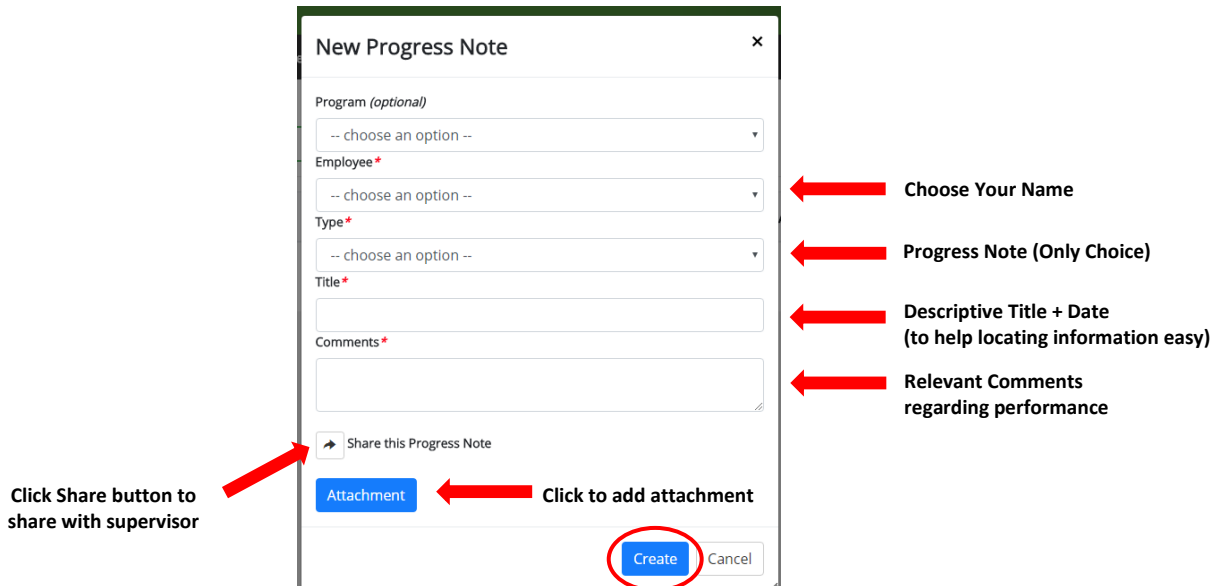 New Progress Note ×
Program (optional)
-- choose an option --
Employee*
-- choose an option --
Choose Your Name
Type*
-- choose an option --
Progress Note (Only Choice)
Title*
Descriptive Title + Date
(to help locating information easy)
Comments*
Relevant Comments
regarding performance
Share this Progress Note
Click Share button to
share with supervisor
Attachment
Click to add attachment
Create
Cancel